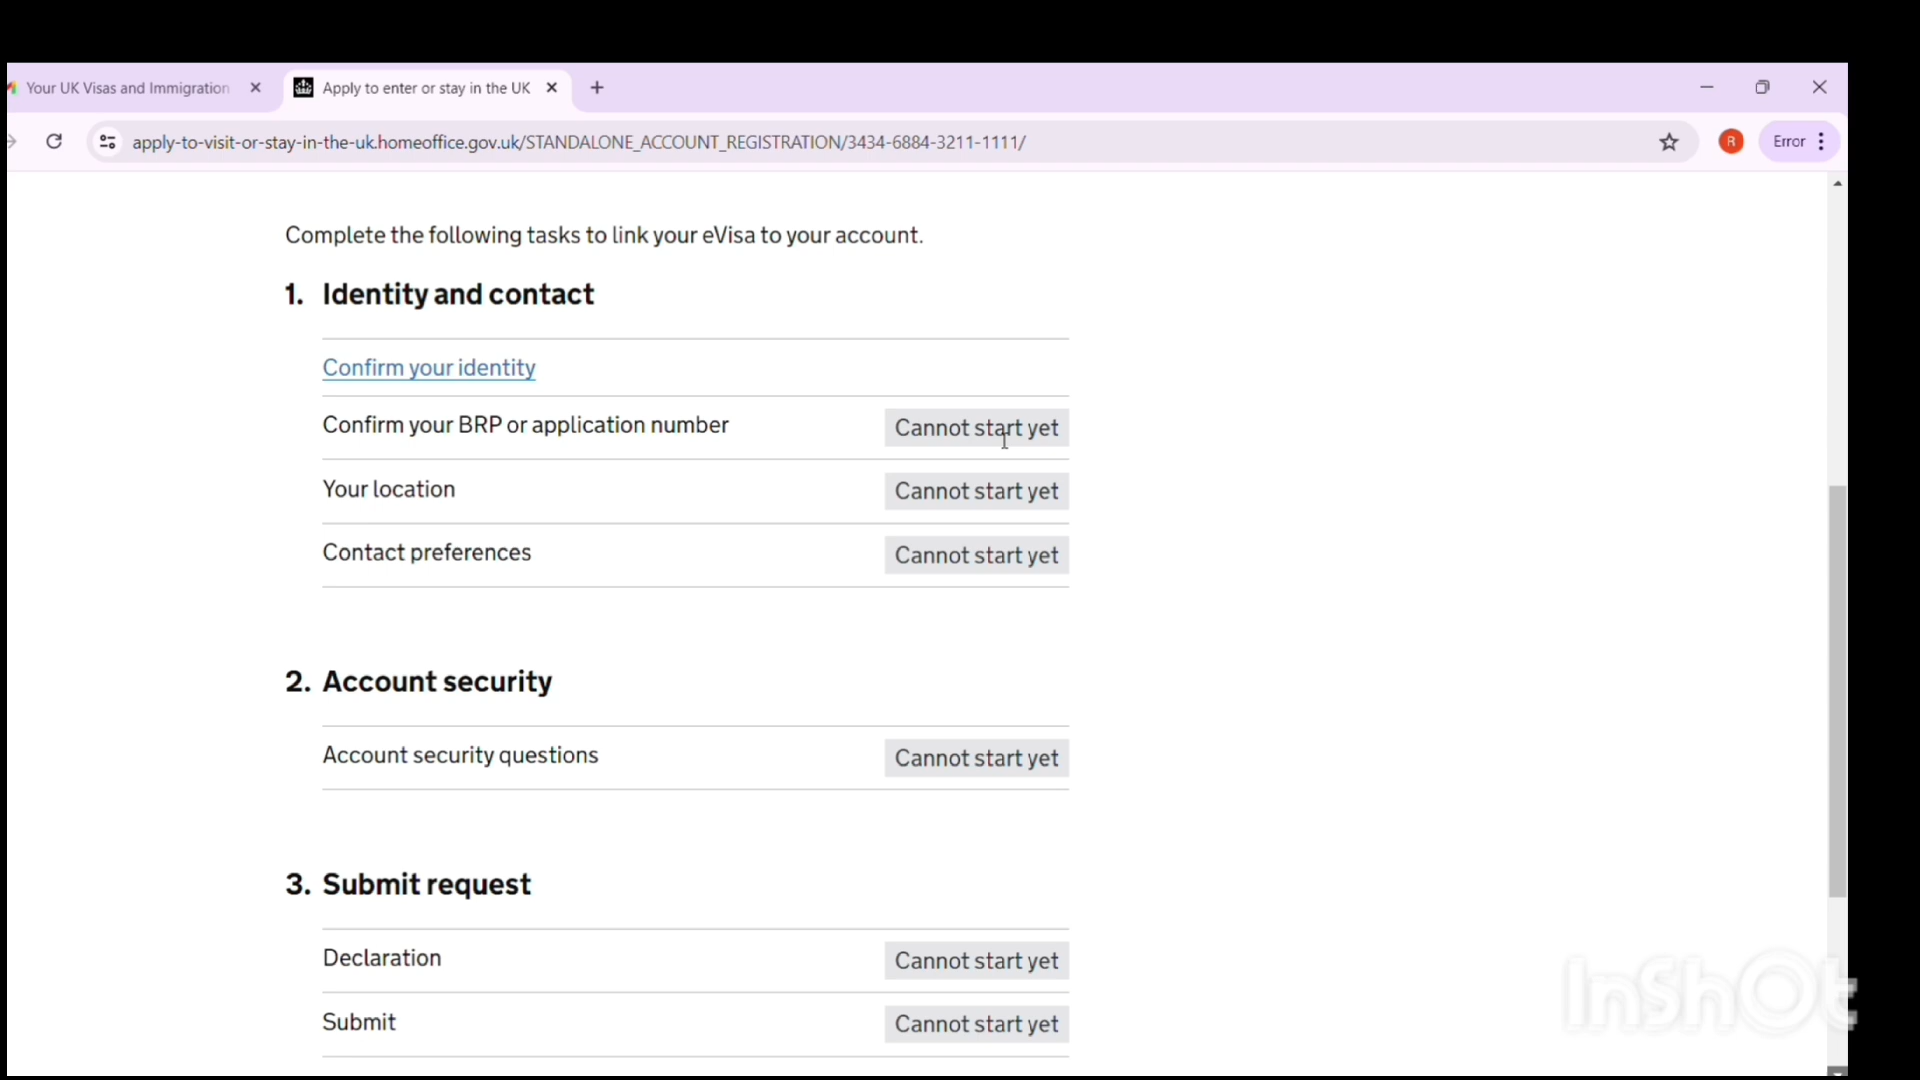 Your UK Visas and Immigration
Apply to enter or stay in the UK
apply-to-visit-or-stay-in-the-uk.homeoffice.gov.uk/STANDALONE_ACCOUNT_REGISTRATION/3434-6884-3211-1111/
R
Error
Complete the following tasks to link your eVisa to your account.
1. Identity and contact
Confirm your identity
Confirm your BRP or application number Cannot start yet
Your location Cannot start yet
Contact preferences Cannot start yet
2. Account security
Account security questions Cannot start yet
3. Submit request
Declaration Cannot start yet
Submit Cannot start yet
InShOt